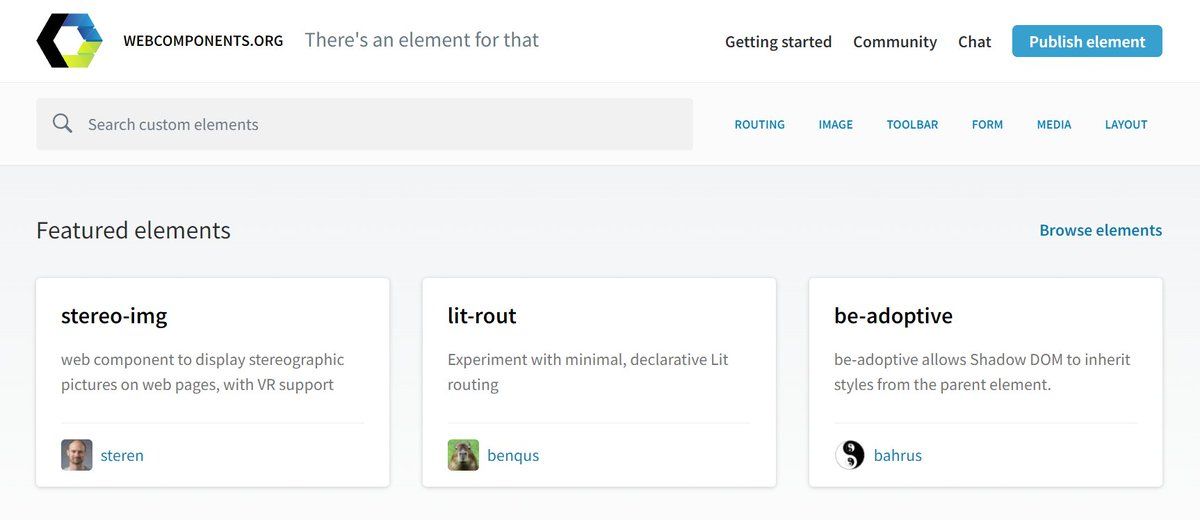 WEBCOMPONENTS.ORG There's an element for that Getting started Community Chat Publish element
Search custom elements ROUTING IMAGE TOOLBAR FORM MEDIA LAYOUT
Featured elements Browse elements
stereo-img
web component to display stereographic
pictures on web pages, with VR support
steren
lit-rout
Experiment with minimal, declarative Lit
routing
benqus
be-adoptive
be-adoptive allows Shadow DOM to inherit
styles from the parent element.
bahrus